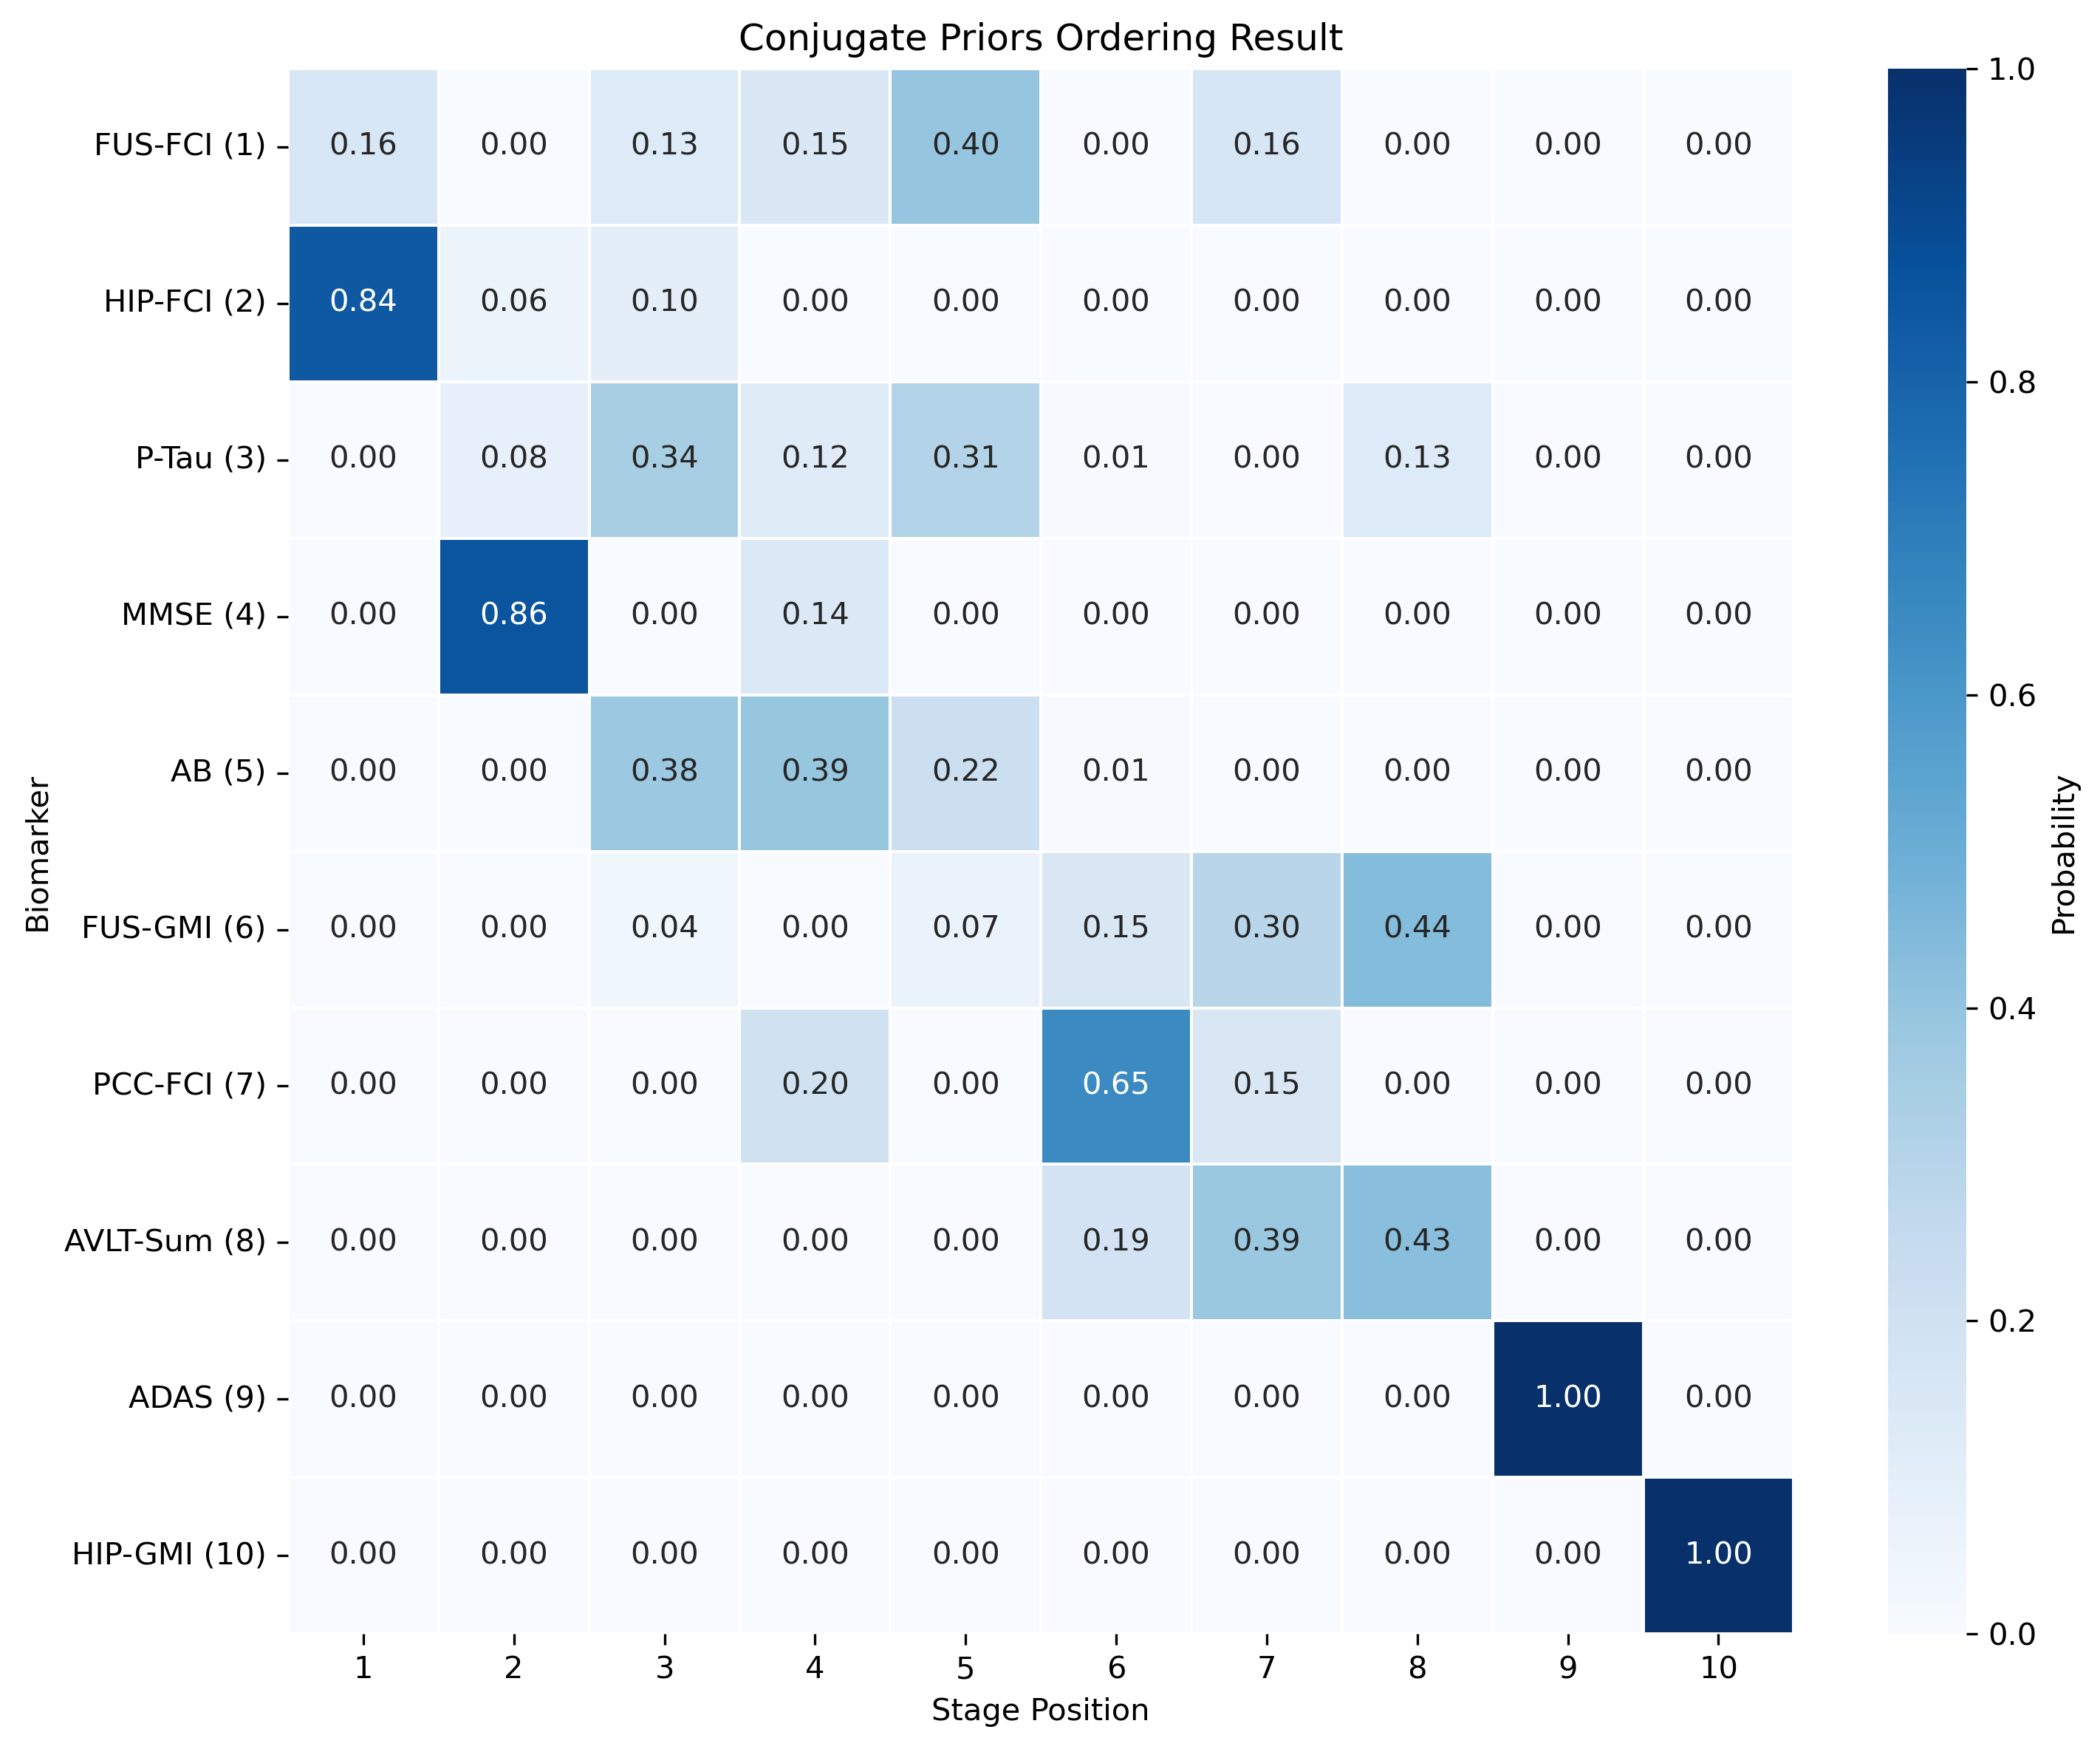 Conjugate Priors Ordering Result
FUS-FCI (1) 0.16 0.00 0.13 0.15 0.40 0.00 0.16 0.00 0.00 0.00
HIP-FCI (2) 0.84 0.06 0.10 0.00 0.00 0.00 0.00 0.00 0.00 0.00
P-Tau (3) 0.00 0.08 0.34 0.12 0.31 0.01 0.00 0.13 0.00 0.00
MMSE (4) 0.00 0.86 0.00 0.14 0.00 0.00 0.00 0.00 0.00 0.00
AB (5) 0.00 0.00 0.38 0.39 0.22 0.01 0.00 0.00 0.00 0.00
FUS-GMI (6) 0.00 0.00 0.04 0.00 0.07 0.15 0.30 0.44 0.00 0.00
PCC-FCI (7) 0.00 0.00 0.00 0.20 0.00 0.65 0.15 0.00 0.00 0.00
AVLT-Sum (8) 0.00 0.00 0.00 0.00 0.00 0.19 0.39 0.43 0.00 0.00
ADAS (9) 0.00 0.00 0.00 0.00 0.00 0.00 0.00 0.00 1.00 0.00
HIP-GMI (10) 0.00 0.00 0.00 0.00 0.00 0.00 0.00 0.00 0.00 1.00
1 2 3 4 5 6 7 8 9 10
Stage Position
Biomarker
1.0
0.8
0.6
0.4
0.2
0.0
Probability